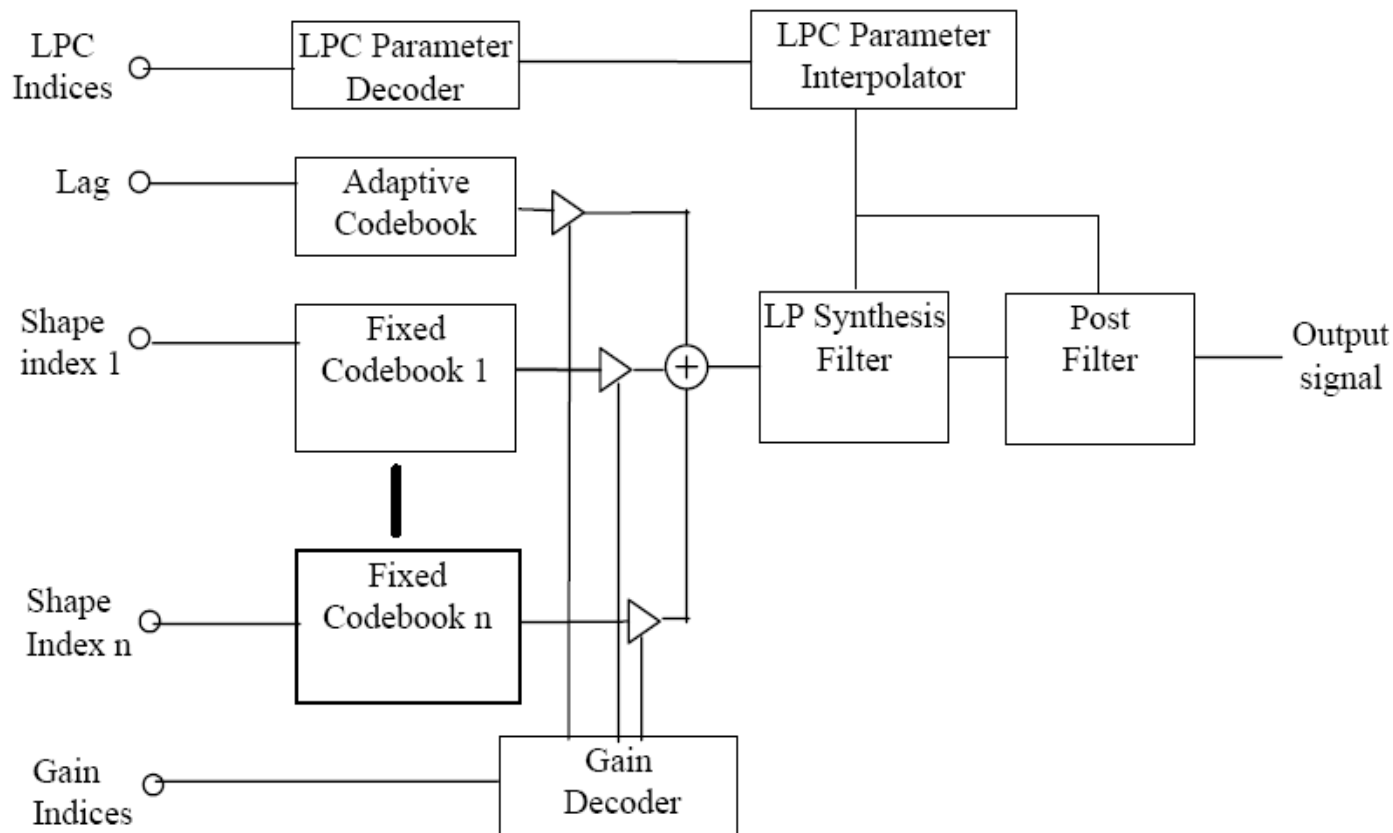 LPC
Indices
LPC Parameter
Decoder
LPC Parameter
Interpolator
Lag
Adaptive
Codebook
Shape
index 1
Fixed
Codebook 1
+
LP Synthesis
Filter
Post
Filter
Output
signal
Shape
Index n
Fixed
Codebook n
Gain
Indices
Gain
Decoder